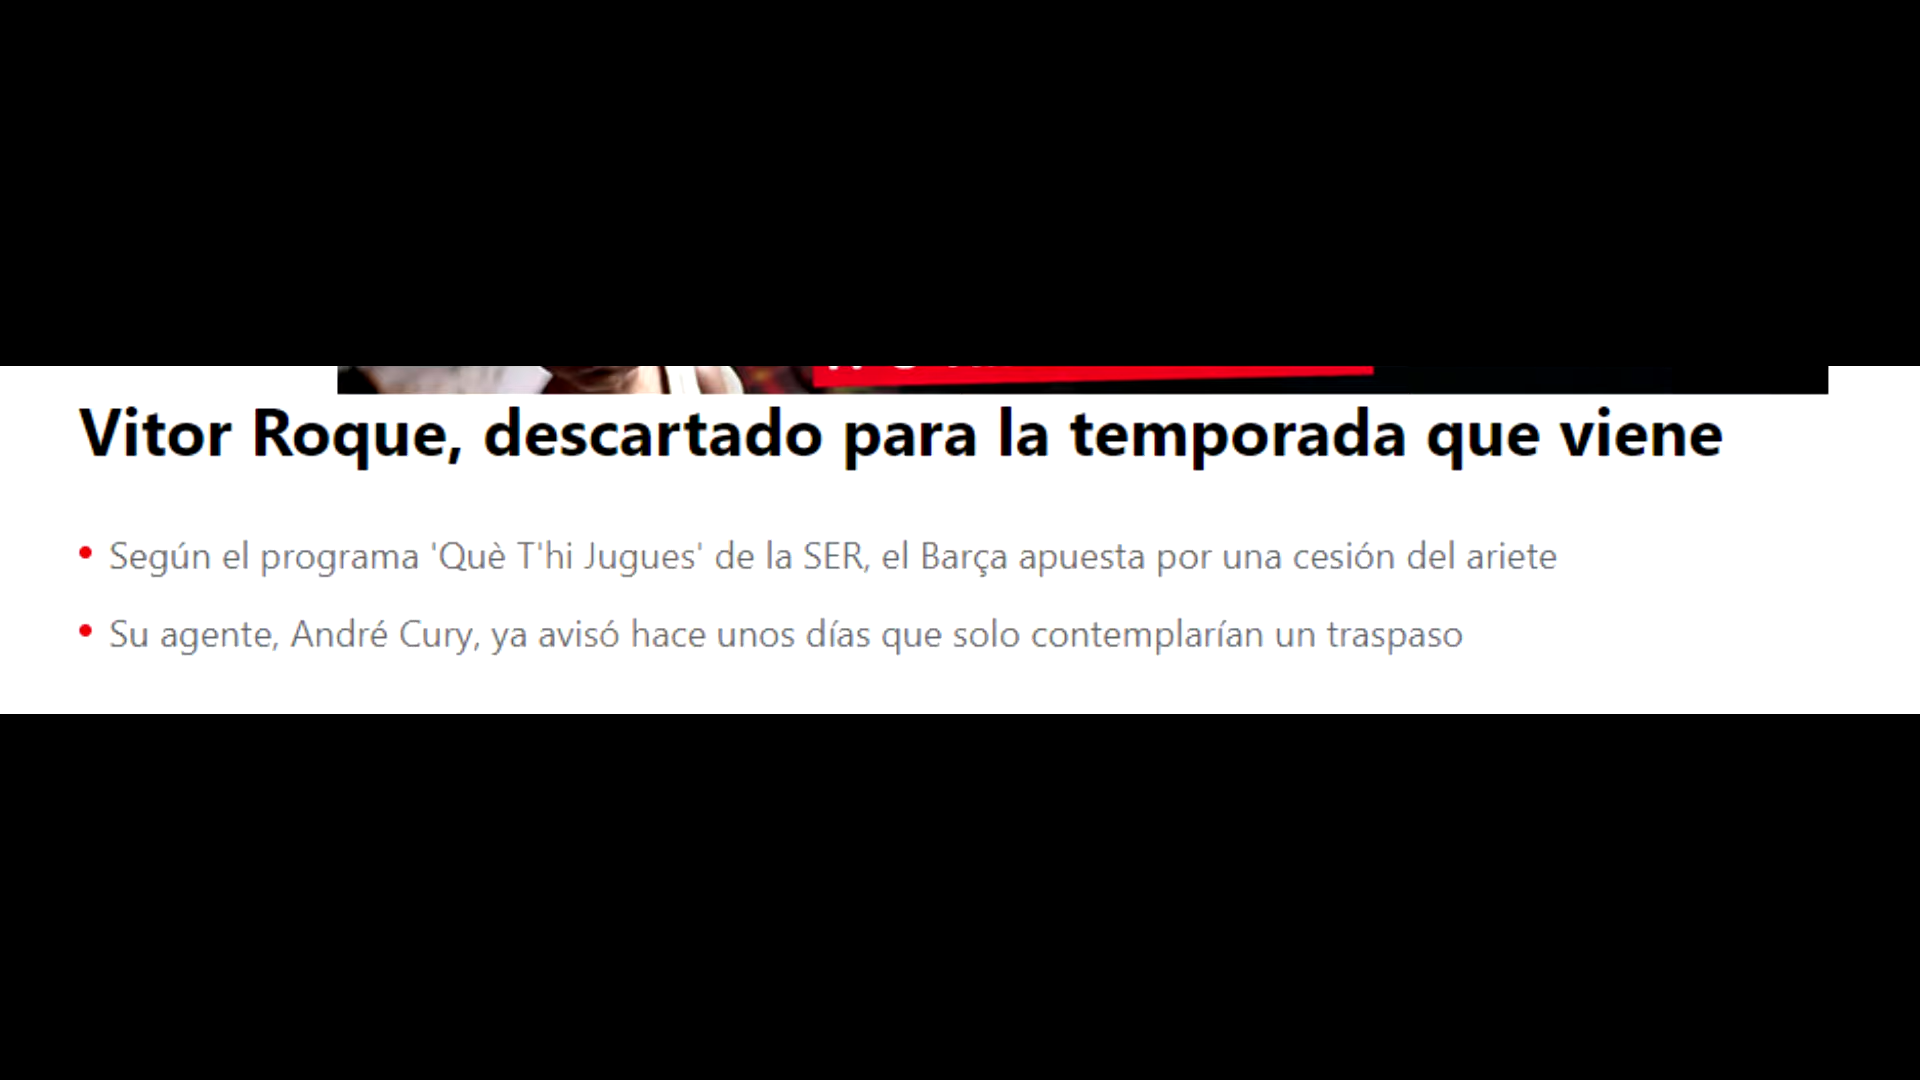 Vitor Roque, descartado para la temporada que viene
Según el programa 'Què T'hi Jugues' de la SER, el Barça apuesta por una cesión del ariete
Su agente, André Cury, ya avisó hace unos días que solo contemplarían un traspaso